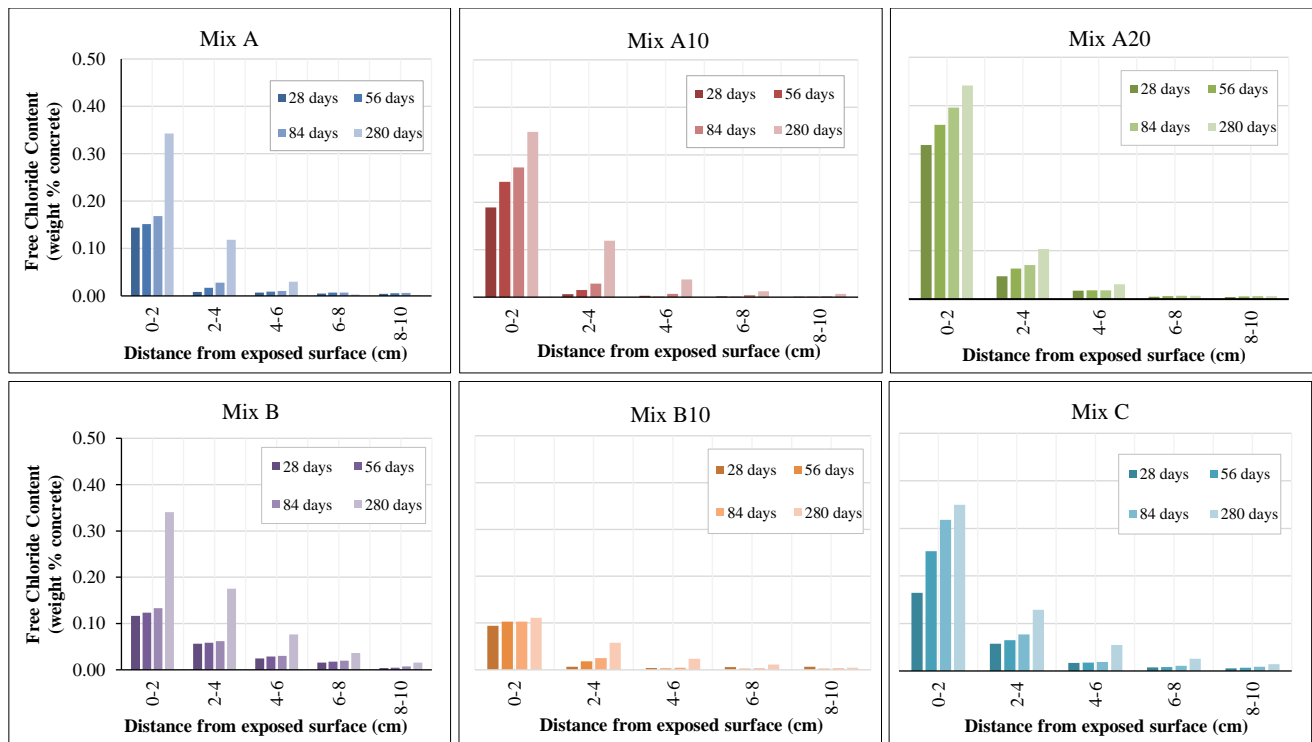 Mix A
0.50
0.40
0.30
0.20
0.10
0.00
Free Chloride Content
(weight % concrete)
28 days
56 days
84 days
280 days
0-2
2-4
4-6
6-8
8-10
Distance from exposed surface (cm)
Mix A10
28 days
56 days
84 days
280 days
0-2
2-4
4-6
6-8
8-10
Distance from exposed surface (cm)
Mix A20
28 days
56 days
84 days
280 days
0-2
2-4
4-6
6-8
8-10
Distance from exposed surface (cm)
Mix B
0.50
0.40
0.30
0.20
0.10
0.00
Free Chloride Content
(weight % concrete)
28 days
56 days
84 days
280 days
0-2
2-4
4-6
6-8
8-10
Distance from exposed surface (cm)
Mix B10
28 days
56 days
84 days
280 days
0-2
2-4
4-6
6-8
8-10
Distance from exposed surface (cm)
Mix C
28 days
56 days
84 days
280 days
0-2
2-4
4-6
6-8
8-10
Distance from exposed surface (cm)